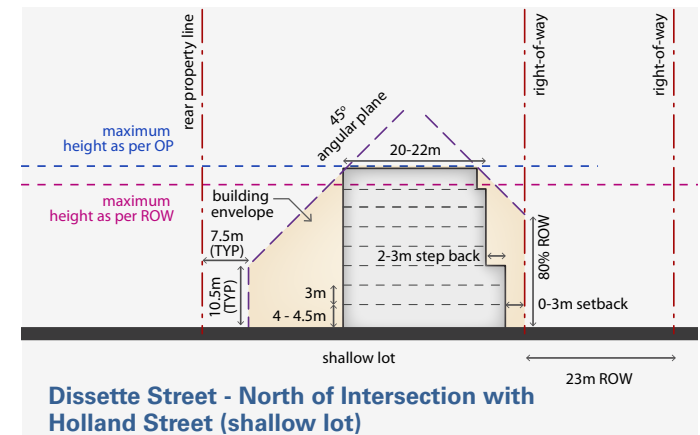 rear property line
right-of-way
right-of-way
45°
angular plane
maximum
height as per OP
20-22m
maximum
height as per ROW
building
envelope
7.5m
(TYP)
2-3m step back
80% ROW
10.5m
(TYP)
3m
0-3m setback
4 - 4.5m
shallow lot
23m ROW
Dissette Street - North of Intersection with
Holland Street (shallow lot)